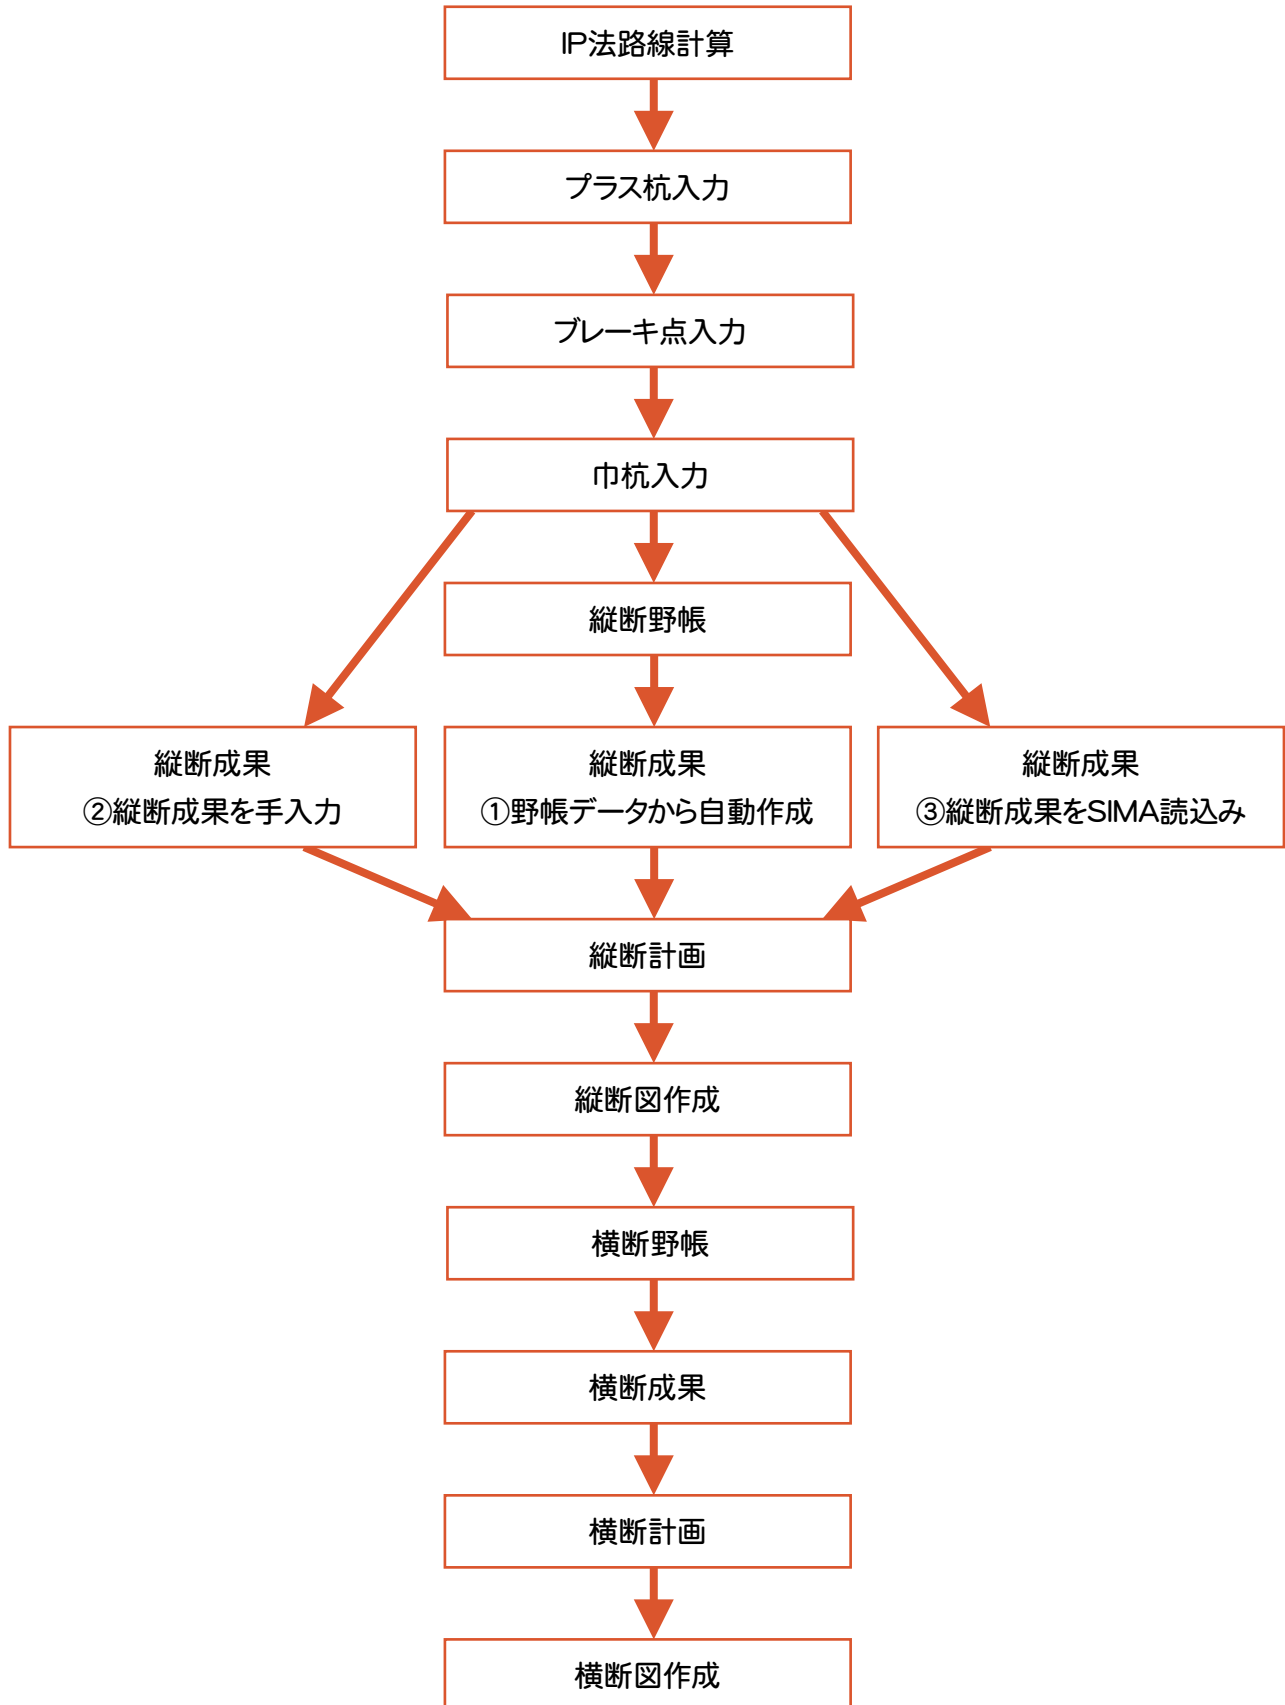 IP法路線計算
プラス杭入力
ブレーキ点入力
巾杭入力
縦断野帳
縦断成果
②縦断成果を手入力
縦断成果
①野帳データから自動作成
縦断成果
③縦断成果をSIMA読込み
縦断計画
縦断図作成
横断野帳
横断成果
横断計画
横断図作成